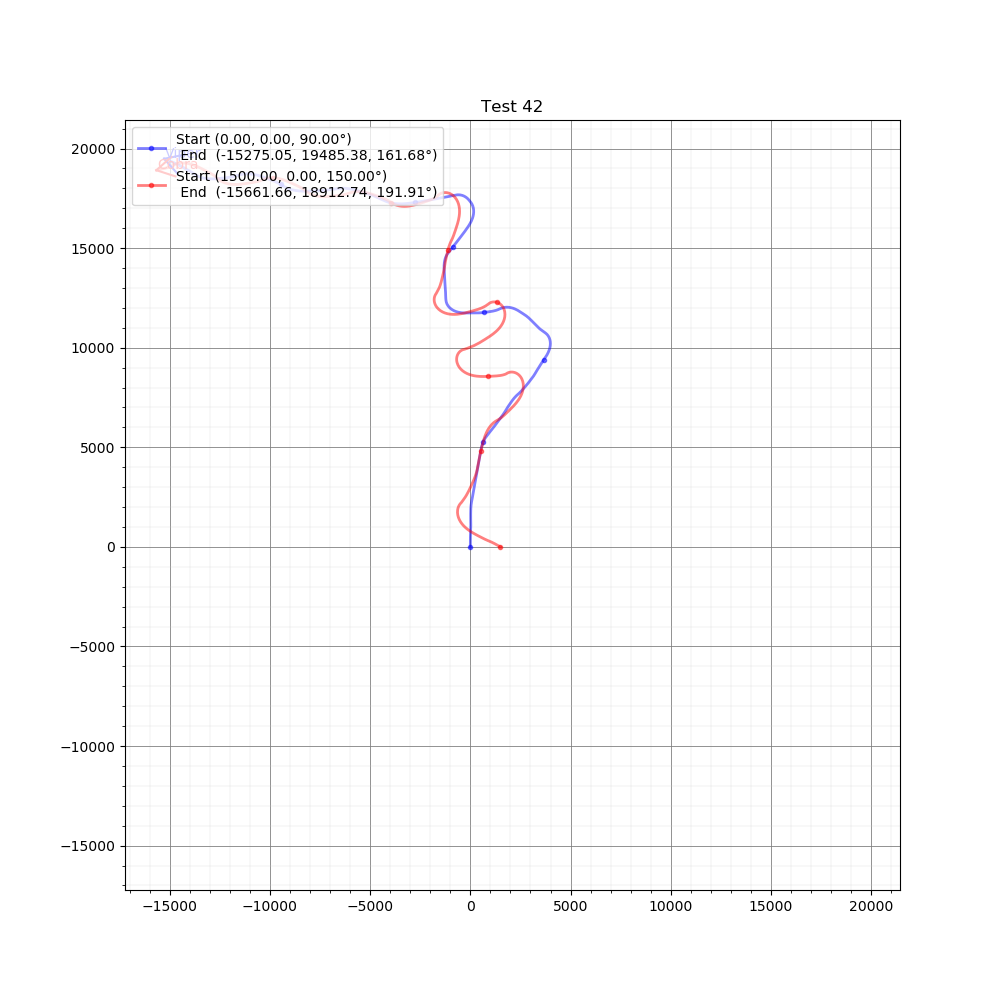 Test 42
Start (0.00, 0.00, 90.00°)
End (-15275.05, 19485.38, 161.68°)
Start (1500.00, 0.00, 150.00°)
End (-15661.66, 18912.74, 191.91°)
20000
15000
10000
5000
0
−5000
−10000
−15000
−15000 −10000 −5000 0 5000 10000 15000 20000